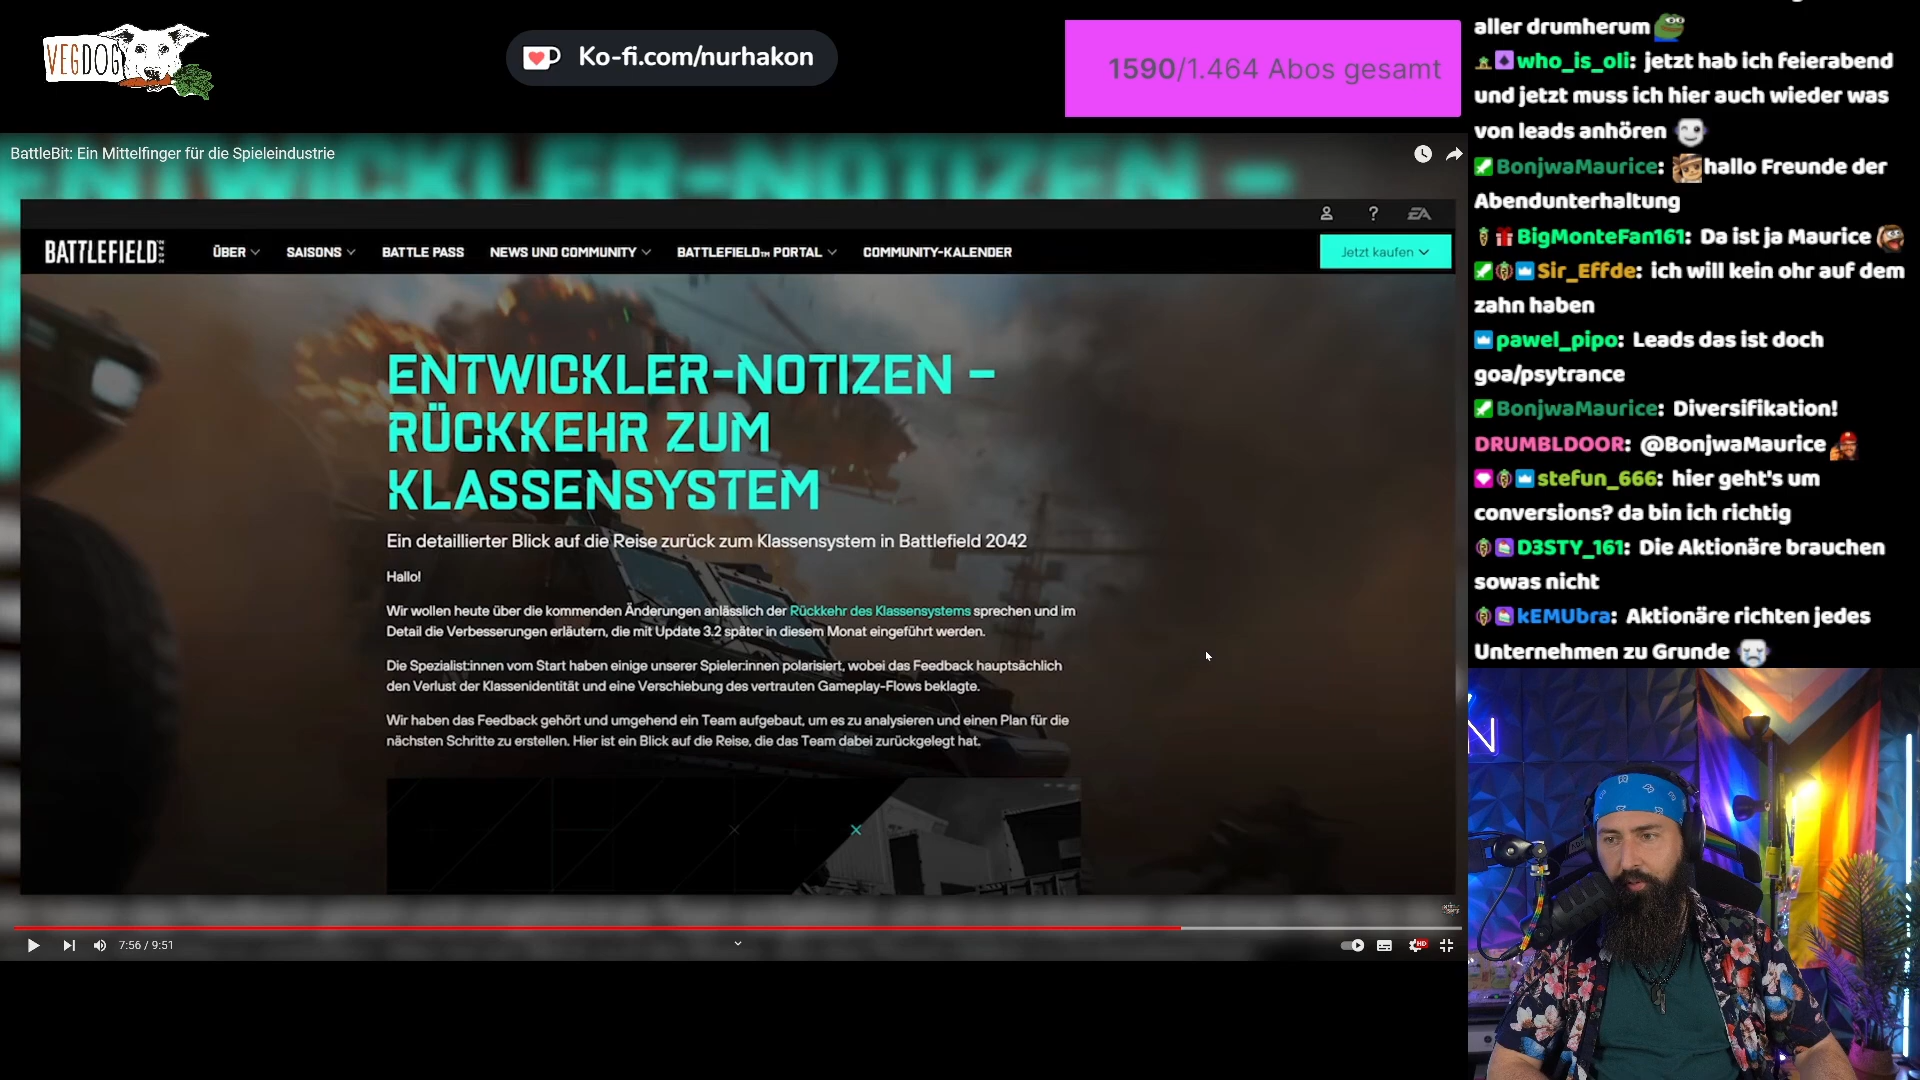 VEGDOG
Ko-fi.com/nurhakon
1590/1.464 Abos gesamt
BattleBit: Ein Mittelfinger für die Spieleindustrie
ENTWICKLER-NOTIZEN –
EA
BATTLEFIELD
ÜBER
SAISONS
BATTLE PASS
NEWS UND COMMUNITY
BATTLEFIELD™ PORTAL
COMMUNITY-KALENDER
Jetzt kaufen
ENTWICKLER-NOTIZEN –
RÜCKKEHR ZUM
KLASSENSYSTEM
Ein detaillierter Blick auf die Reise zurück zum Klassensystem in Battlefield 2042
Hallo!
Wir wollen heute über die kommenden Änderungen anlässlich der Rückkehr des Klassensystems sprechen und im
Detail die Verbesserungen erläutern, die mit Update 3.2 später in diesem Monat eingeführt werden.
Die Spezialist:innen vom Start haben einige unserer Spieler:innen polarisiert, wobei das Feedback hauptsächlich
den Verlust der Klassenidentität und eine Verschiebung des vertrauten Gameplay-Flows beklagte.
Wir haben das Feedback gehört und umgehend ein Team aufgebaut, um es zu analysieren und einen Plan für die
nächsten Schritte zu erstellen. Hier ist ein Blick auf die Reise, die das Team dabei zurückgelegt hat.
7:56 / 9:51
HD
aller drumherum
who_is_oli: jetzt hab ich feierabend
und jetzt muss ich hier auch wieder was
von leads anhören
BonjwaMaurice: hallo Freunde der
Abendunterhaltung
BigMonteFan161: Da ist ja Maurice
Sir_Effde: ich will kein ohr auf dem
zahn haben
pawel_pipo: Leads das ist doch
goa/psytrance
BonjwaMaurice: Diversifikation!
DRUMBLDOOR: @BonjwaMaurice
stefun_666: hier geht's um
conversions? da bin ich richtig
D3STY_161: Die Aktionäre brauchen
sowas nicht
kEMUbra: Aktionäre richten jedes
Unternehmen zu Grunde
N